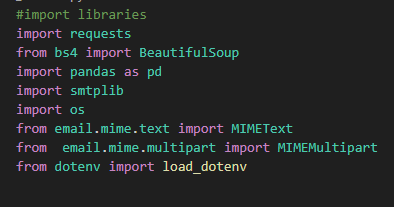 #import libraries
import requests
from bs4 import BeautifulSoup
import pandas as pd
import smtplib
import os
from email.mime.text import MIMEText
from  email.mime.multipart import MIMEMultipart
from dotenv import load_dotenv